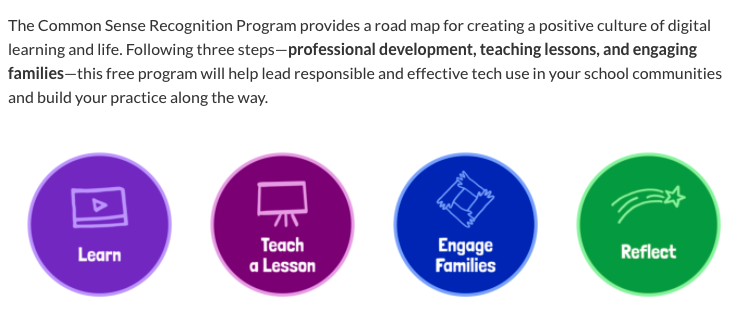 The Common Sense Recognition Program provides a road map for creating a positive culture of digital
learning and life. Following three steps—professional development, teaching lessons, and engaging
families—this free program will help lead responsible and effective tech use in your school communities
and build your practice along the way.
Learn
Teach
a Lesson
Engage
Families
Reflect